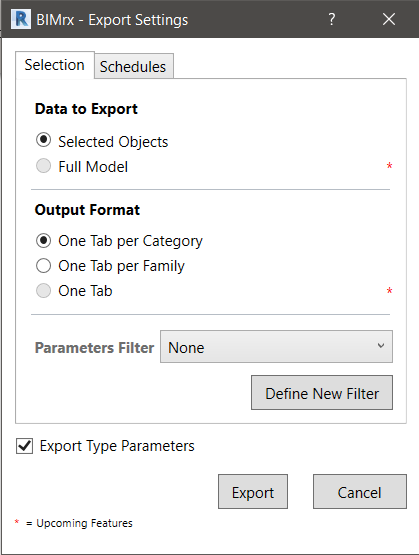 R BIMrx - Export Settings ?
Selection Schedules
Data to Export
Selected Objects
Full Model *
Output Format
One Tab per Category
One Tab per Family
One Tab *
Parameters Filter None
Define New Filter
Export Type Parameters
Export Cancel
* = Upcoming Features